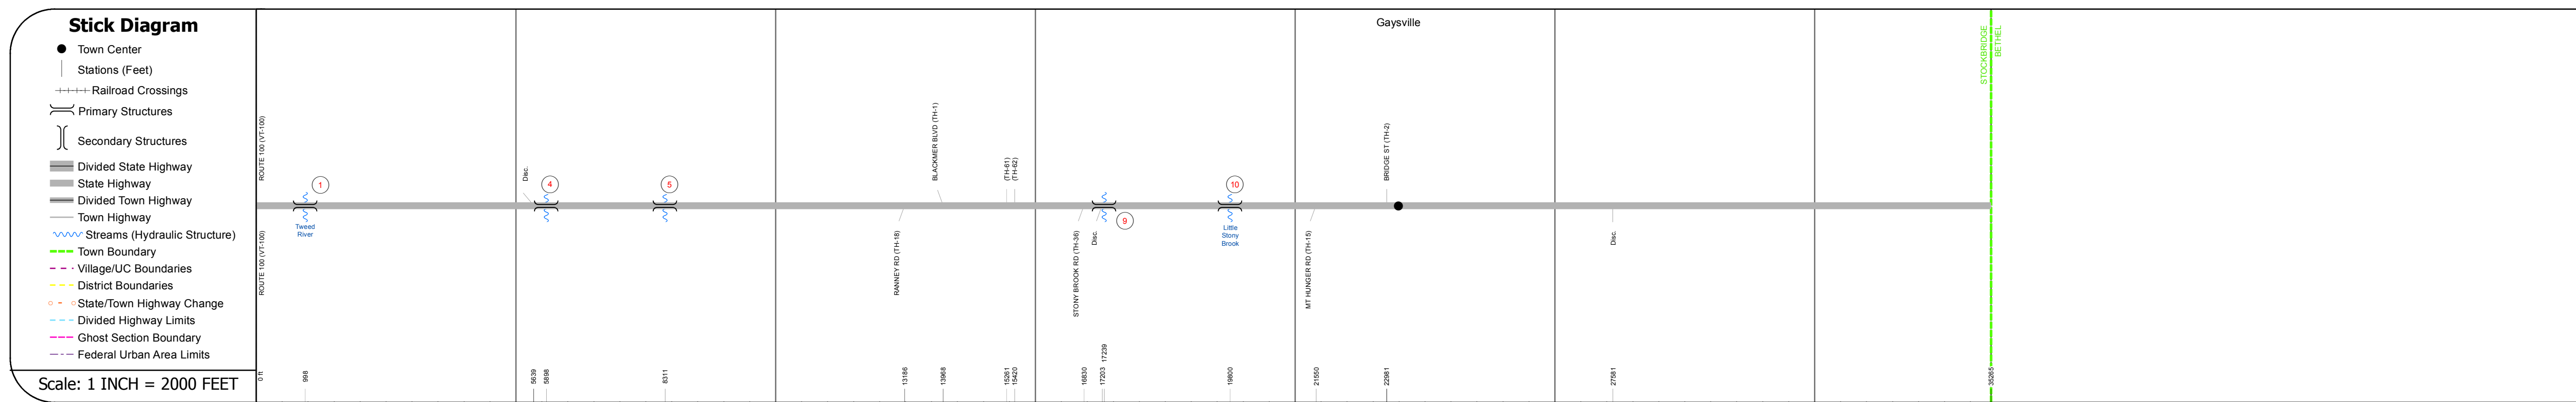 Stick Diagram
Town Center
Stations (Feet)
Railroad Crossings
Primary Structures
Secondary Structures
Divided State Highway
State Highway
Divided Town Highway
Town Highway
Streams (Hydraulic Structure)
Town Boundary
Village/UC Boundaries
District Boundaries
State/Town Highway Change
Divided Highway Limits
Ghost Section Boundary
Federal Urban Area Limits
Scale: 1 INCH = 2000 FEET
Gaysville
STOCKBRIDGE
BETHEL
ROUTE 100 (VT-100)
Disc.
BLACKMER BLVD (TH-1)
(TH-61)
(TH-62)
BRIDGE ST (TH-2)
1
4
5
10
9
Tweed
River
Little
Stony
Brook
ROUTE 100 (VT-100)
RANNEY RD (TH-18)
STONY BROOK RD (TH-36)
Disc.
MT HUNGER RD (TH-15)
Disc.
0 ft
998
5639
5898
8311
13186
13968
15261
15420
16830
17203
17239
19800
21550
22981
27581
35265